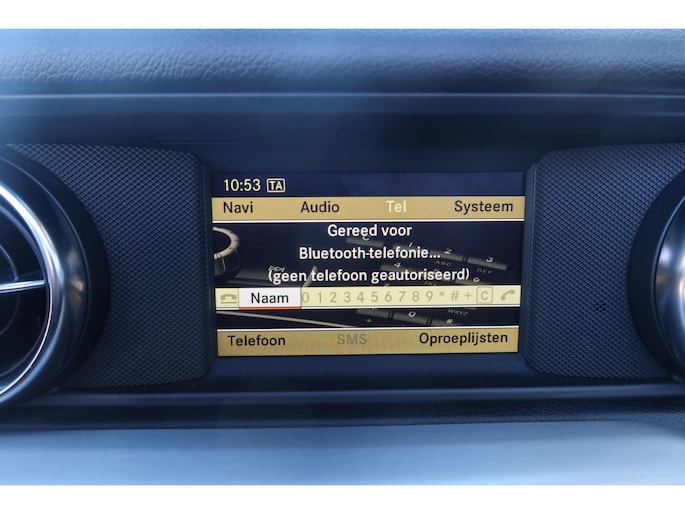 10:53 TA
Navi Audio Tel Systeem
Gereed voor
Bluetooth-telefonie...
(geen telefoon geautoriseerd)
Naam 0 1 2 3 4 5 6 7 8 9 * # + C
Telefoon SMS Oproeplijsten